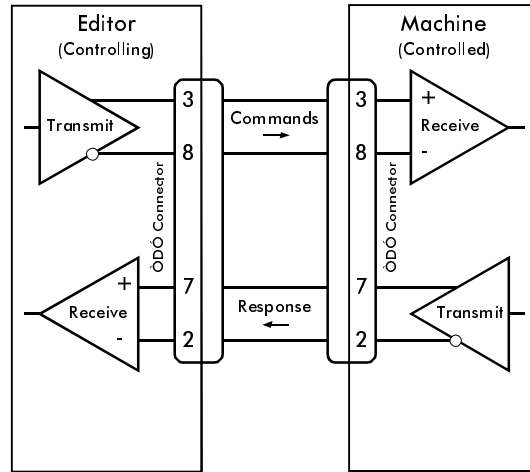 Editor
(Controlling)
Machine
(Controlled)
3
3
+
Transmit
Commands
Receive
8
8
-
ÒDÓ Connector
ÒDÓ Connector
7
7
+
Receive
Response
Transmit
-
2
2